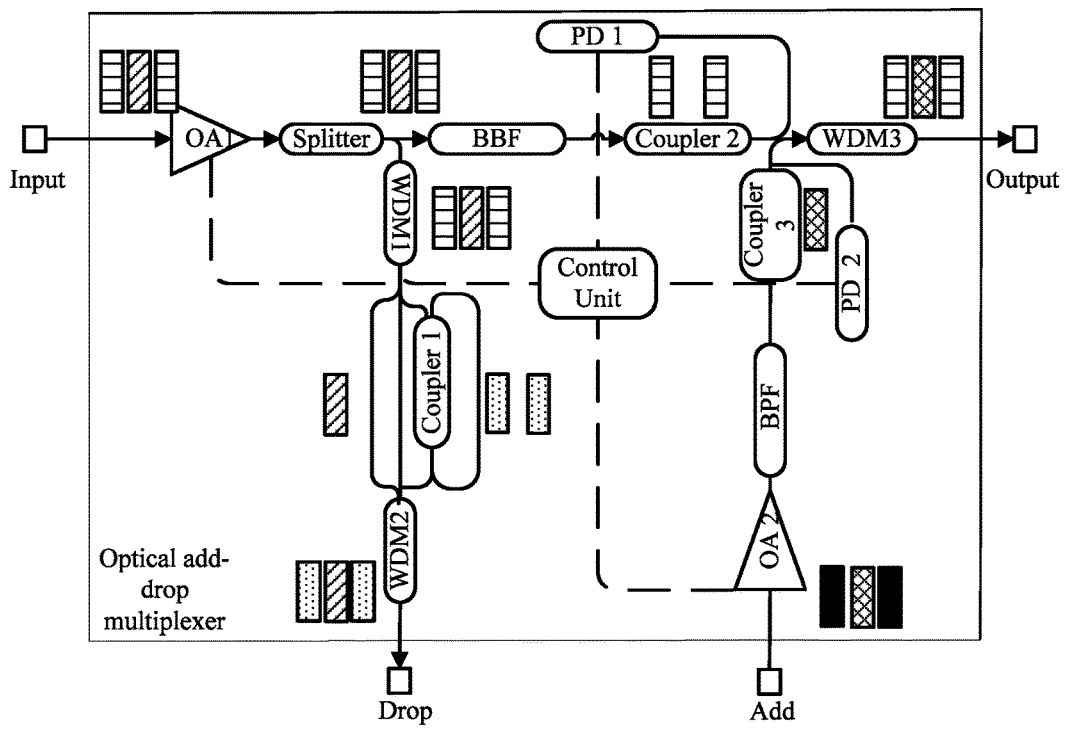 PD 1
OA 1
Splitter
BBF
Coupler 2
WDM3
Input
Output
WDM1
Coupler
3
Control
Unit
PD 2
Coupler 1
BPF
WDM2
OA 2
Optical add-
drop
multiplexer
Drop
Add